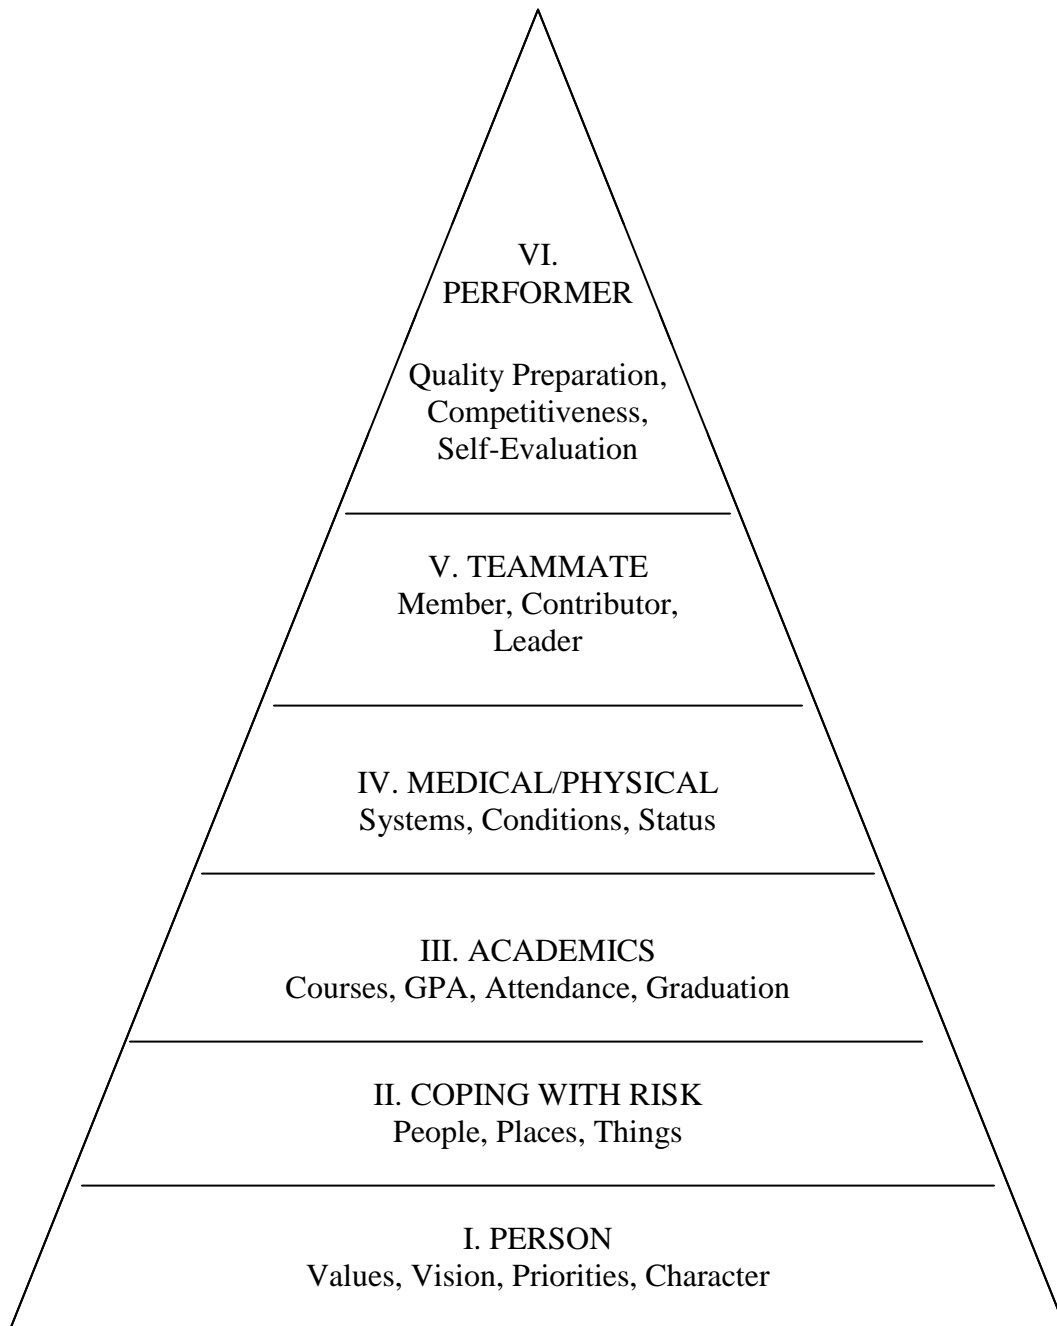 VI.
PERFORMER
Quality Preparation,
Competitiveness,
Self-Evaluation
V. TEAMMATE
Member, Contributor,
Leader
IV. MEDICAL/PHYSICAL
Systems, Conditions, Status
III. ACADEMICS
Courses, GPA, Attendance, Graduation
II. COPING WITH RISK
People, Places, Things
I. PERSON
Values, Vision, Priorities, Character